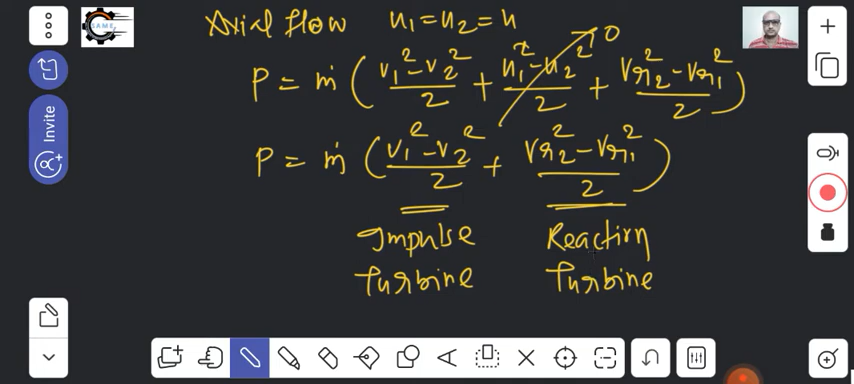 SAME
Axial flow u1 = u2 = u
P = ṁ ( (V1² - V2²)/2 + (u1² - u2²)/2 + (Vr2² - Vr1²)/2 ) 0
P = ṁ ( (V1² - V2²)/2 + (Vr2² - Vr1²)/2 )
Impulse Reaction
Turbine Turbine
Invite